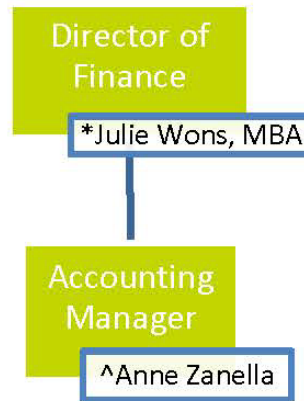 Director of
Finance
*Julie Wons, MBA
Accounting
Manager
^Anne Zanella